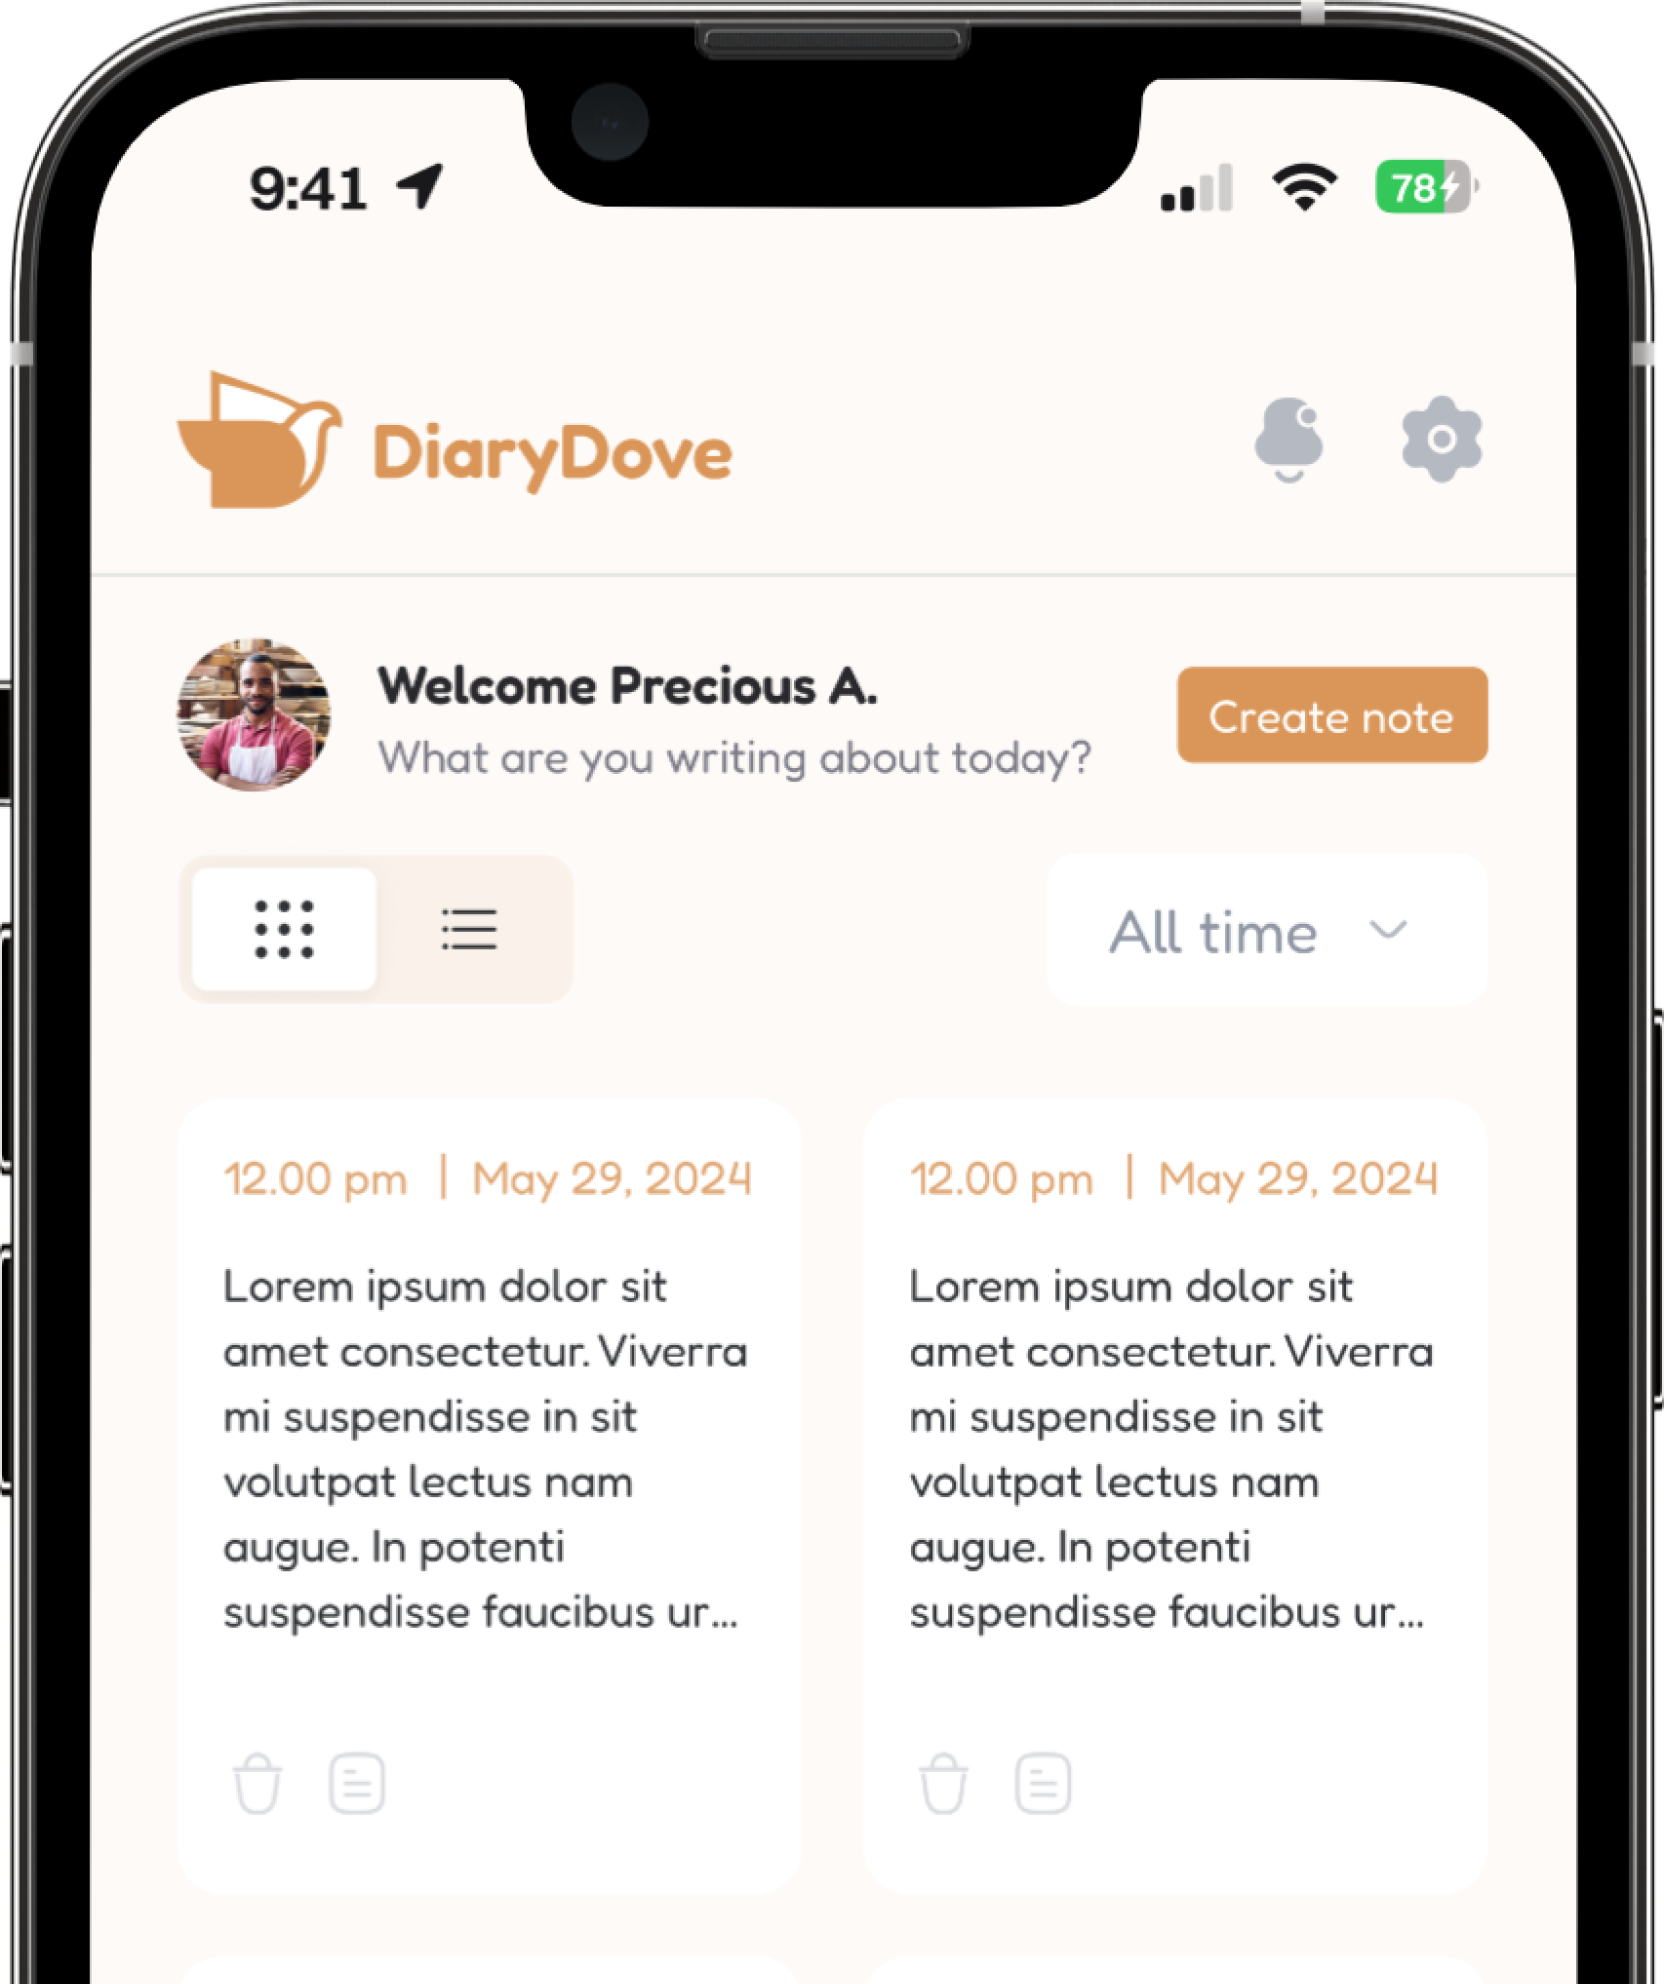 9:41
78
DiaryDove
Welcome Precious A.
What are you writing about today?
Create note
All time
12.00 pm | May 29, 2024
Lorem ipsum dolor sit
amet consectetur. Viverra
mi suspendisse in sit
volutpat lectus nam
augue. In potenti
suspendisse faucibus ur...
12.00 pm | May 29, 2024
Lorem ipsum dolor sit
amet consectetur. Viverra
mi suspendisse in sit
volutpat lectus nam
augue. In potenti
suspendisse faucibus ur...